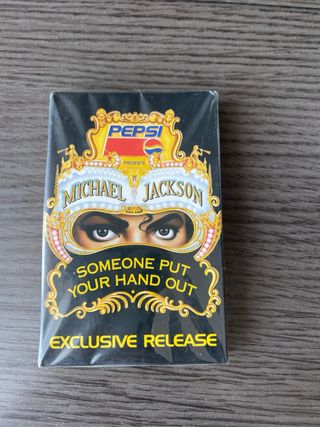 PEPSI
PRESENTS
MICHAEL JACKSON
SOMEONE PUT
YOUR HAND OUT
EXCLUSIVE RELEASE